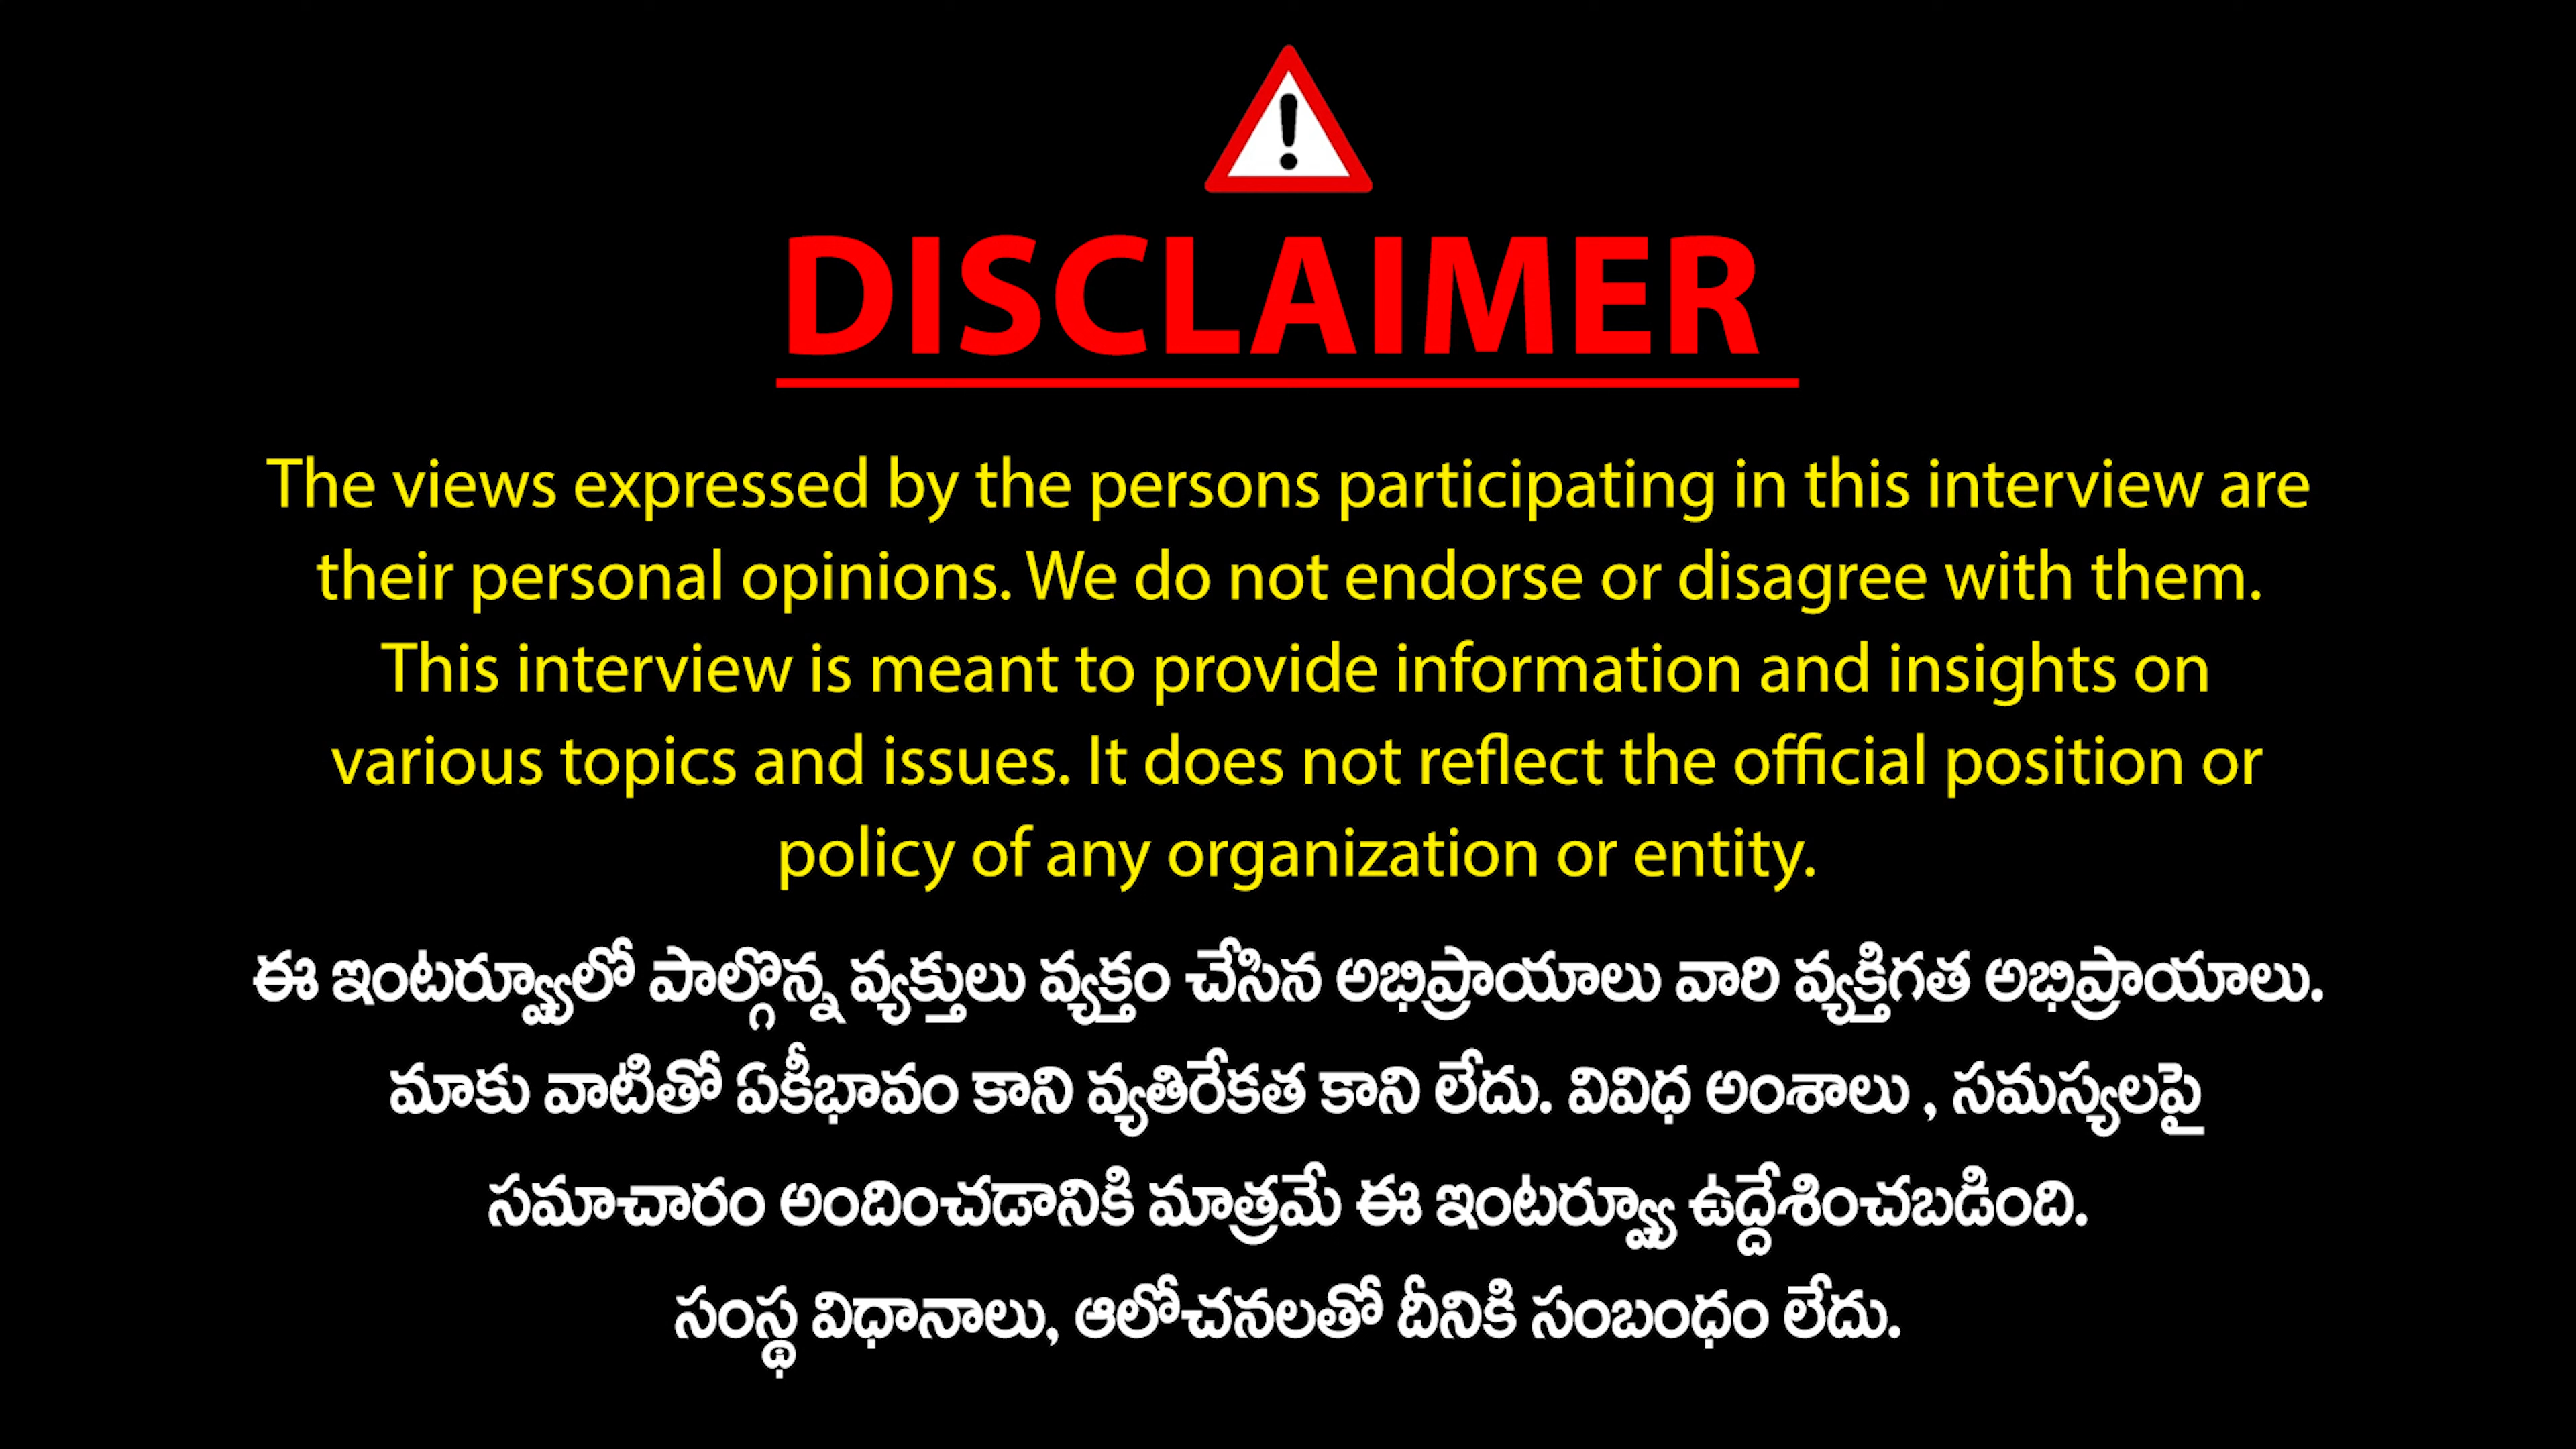 DISCLAIMER
The views expressed by the persons participating in this interview are
their personal opinions. We do not endorse or disagree with them.
This interview is meant to provide information and insights on
various topics and issues. It does not reflect the official position or
policy of any organization or entity.
ఈ ఇంటర్వ్యూలో పాల్గొన్న వ్యక్తులు వ్యక్తం చేసిన అభిప్రాయాలు వారి వ్యక్తిగత అభిప్రాయాలు.
మాకు వాటితో ఏకీభావం కాని వ్యతిరేకత కాని లేదు. వివిధ అంశాలు , సమస్యలపై
సమాచారం అందించడానికి మాత్రమే ఈ ఇంటర్వ్యూ ఉద్దేశించబడింది.
సంస్థ విధానాలు, ఆలోచనలతో దీనికి సంబంధం లేదు.